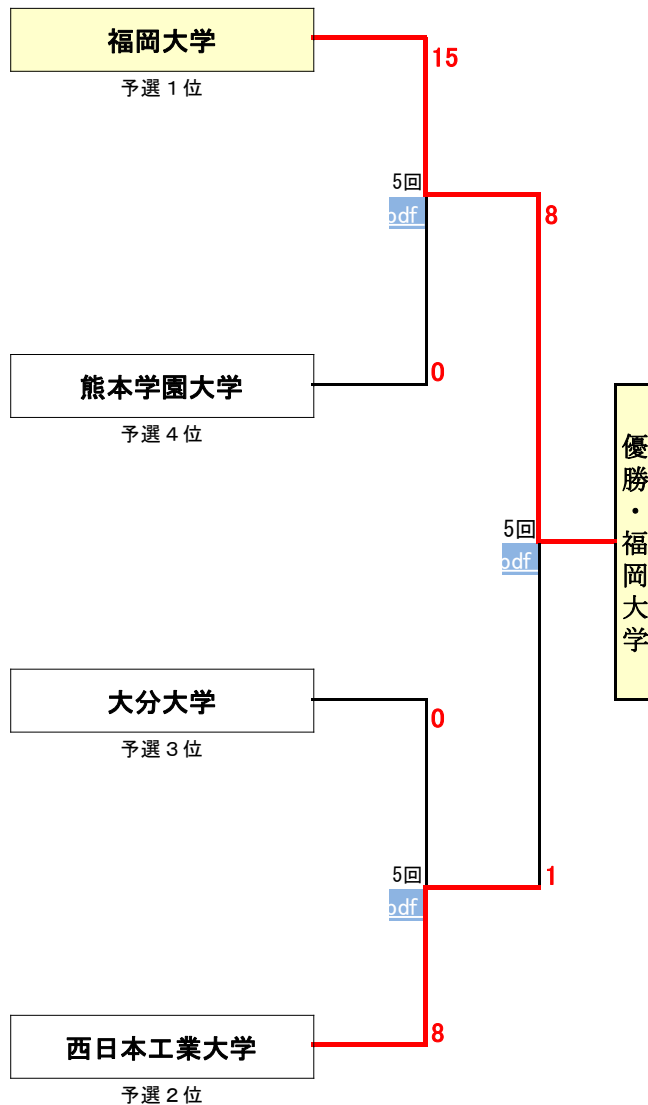 福岡大学
予選１位
15
5回
pdf
8
熊本学園大学
予選４位
0
優勝・福岡大学
5回
pdf
大分大学
予選３位
0
5回
pdf
1
西日本工業大学
予選２位
8